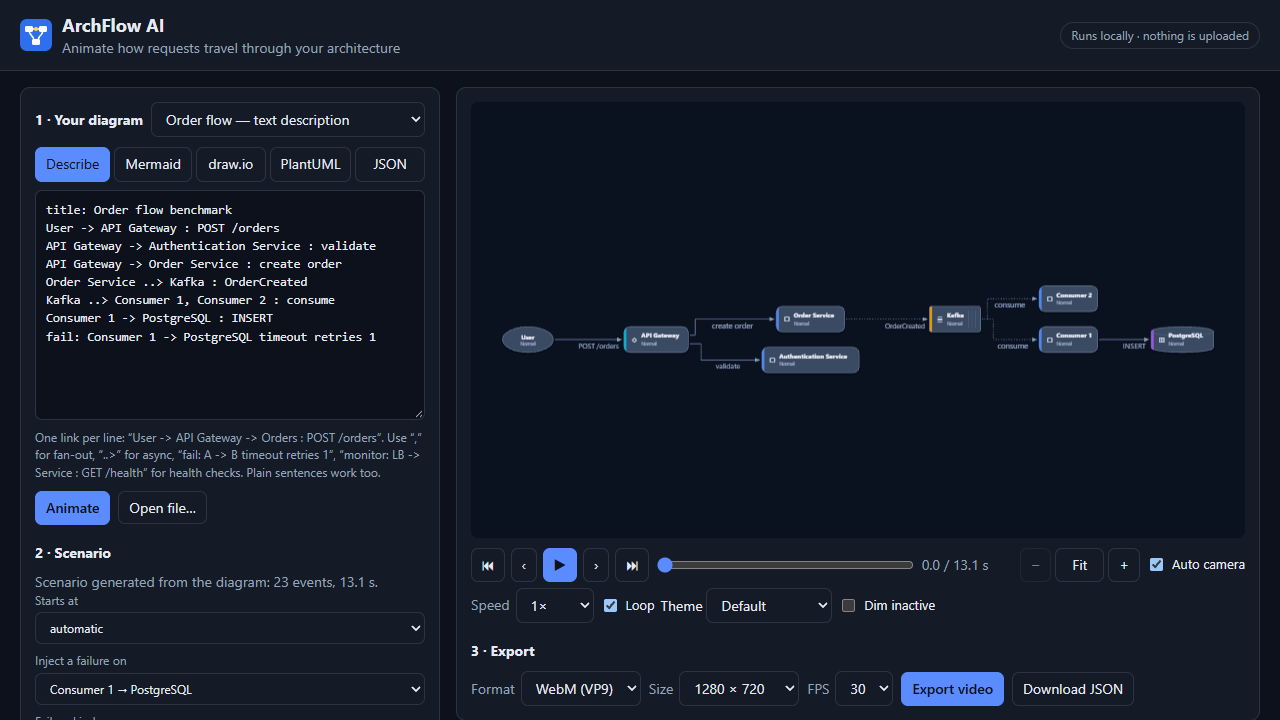 ArchFlow AI
Animate how requests travel through your architecture
Runs locally · nothing is uploaded
1 · Your diagram
Order flow — text description
Describe
Mermaid
draw.io
PlantUML
JSON
title: Order flow benchmark
User -> API Gateway : POST /orders
API Gateway -> Authentication Service : validate
API Gateway -> Order Service : create order
Order Service ..> Kafka : OrderCreated
Kafka ..> Consumer 1, Consumer 2 : consume
Consumer 1 -> PostgreSQL : INSERT
fail: Consumer 1 -> PostgreSQL timeout retries 1
One link per line: “User -> API Gateway -> Orders : POST /orders”. Use “,”
for fan-out, “..>” for async, “fail: A -> B timeout retries 1”, “monitor: LB ->
Service : GET /health” for health checks. Plain sentences work too.
Animate
Open file...
2 · Scenario
Scenario generated from the diagram: 23 events, 13.1 s.
Starts at
automatic
Inject a failure on
Consumer 1 → PostgreSQL
User
Normal
POST /orders
API Gateway
Normal
create order
validate
Order Service
Normal
Authentication Service
Normal
OrderCreated
Kafka
Normal
consume
consume
Consumer 2
Normal
Consumer 1
Normal
INSERT
PostgreSQL
Normal
0.0 / 13.1 s
Fit
Auto camera
Speed
1×
Loop
Theme
Default
Dim inactive
3 · Export
Format
WebM (VP9)
Size
1280 × 720
FPS
30
Export video
Download JSON